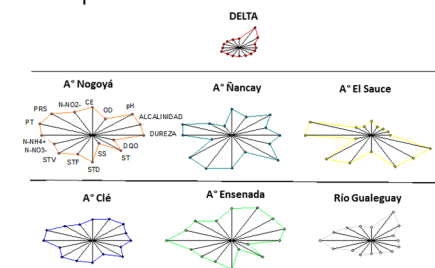 DELTA
A° Nogoyá
A° Ñancay
A° El Sauce
N-NO2-
CE
OD
pH
PRS
ALCALINIDAD
PT
DUREZA
N-NH4+
N-NO3-
DQO
SS
ST
STV
STF
STD
A° Clé
A° Ensenada
Río Gualeguay